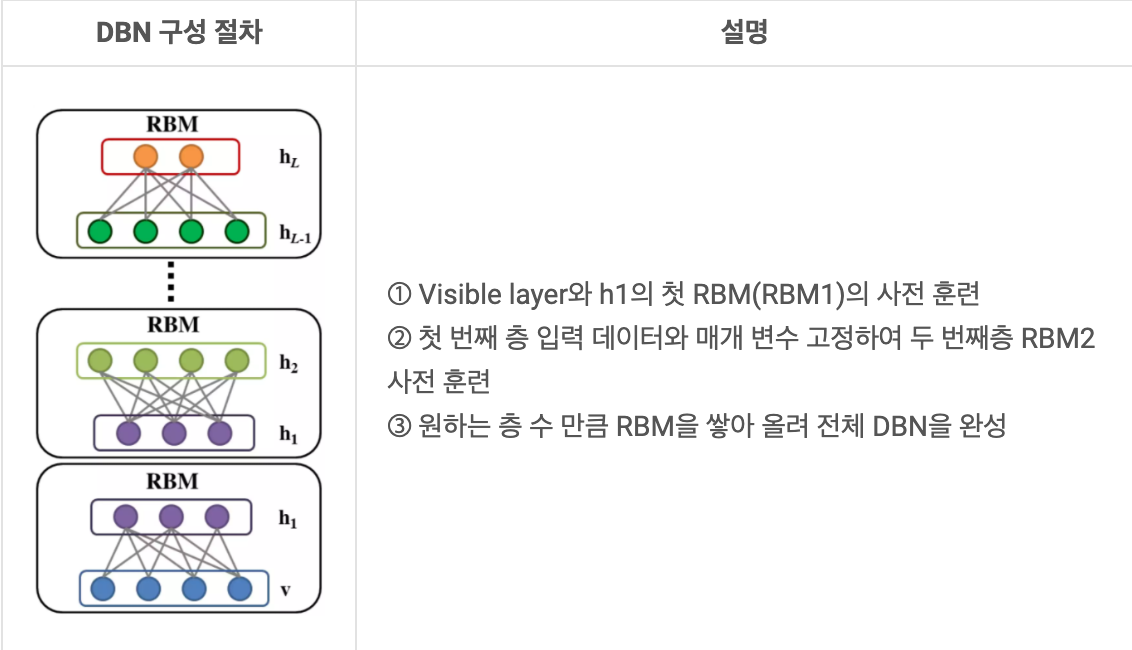 DBN 구성 절차
설명
RBM
h_L
h_L-1
RBM
h_2
h_1
RBM
h_1
v
① Visible layer와 h1의 첫 RBM(RBM1)의 사전 훈련
② 첫 번째 층 입력 데이터와 매개 변수 고정하여 두 번째층 RBM2
사전 훈련
③ 원하는 층 수 만큼 RBM을 쌓아 올려 전체 DBN을 완성